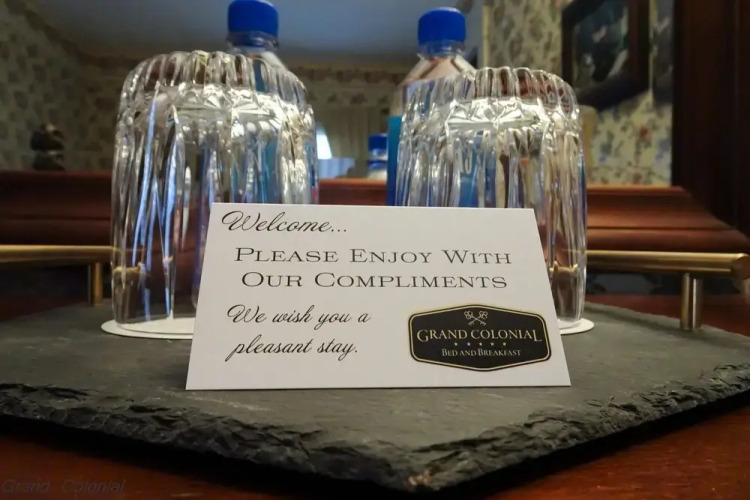 Welcome...
PLEASE ENJOY WITH
OUR COMPLIMENTS
We wish you a
pleasant stay.
GRAND COLONIAL
BED AND BREAKFAST
Grand Colonial